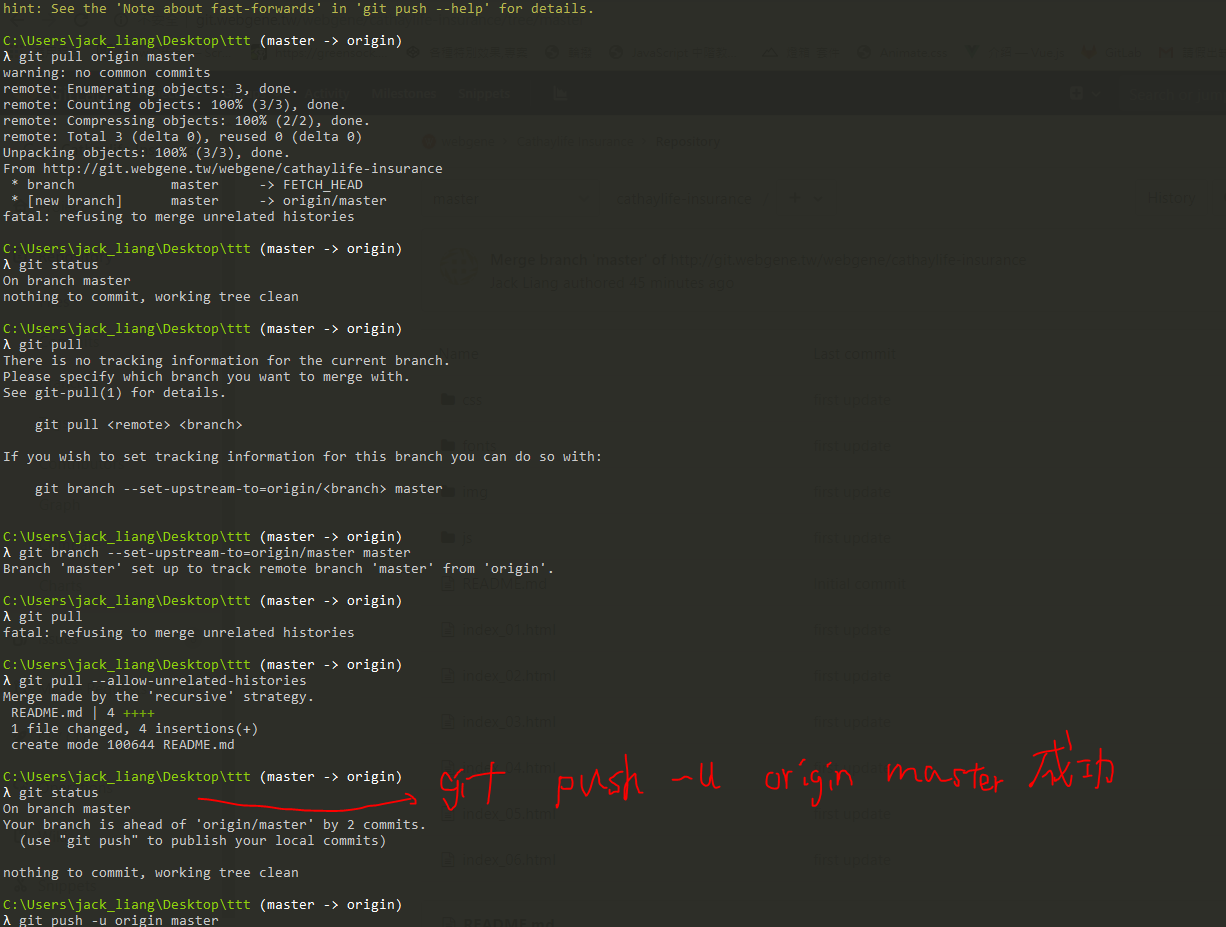 hint: See the 'Note about fast-forwards' in 'git push --help' for details.
C:\Users\jack_liang\Desktop\ttt (master -> origin)
λ git pull origin master
warning: no common commits
remote: Enumerating objects: 3, done.
remote: Counting objects: 100% (3/3), done.
remote: Compressing objects: 100% (2/2), done.
remote: Total 3 (delta 0), reused 0 (delta 0)
Unpacking objects: 100% (3/3), done.
From http://git.webgene.tw/webgene/cathaylife-insurance
 * branch            master     -> FETCH_HEAD
 * [new branch]      master     -> origin/master
fatal: refusing to merge unrelated histories
C:\Users\jack_liang\Desktop\ttt (master -> origin)
λ git status
On branch master
nothing to commit, working tree clean
C:\Users\jack_liang\Desktop\ttt (master -> origin)
λ git pull
There is no tracking information for the current branch.
Please specify which branch you want to merge with.
See git-pull(1) for details.
    git pull <remote> <branch>
If you wish to set tracking information for this branch you can do so with:
    git branch --set-upstream-to=origin/<branch> master
C:\Users\jack_liang\Desktop\ttt (master -> origin)
λ git branch --set-upstream-to=origin/master master
Branch 'master' set up to track remote branch 'master' from 'origin'.
C:\Users\jack_liang\Desktop\ttt (master -> origin)
λ git pull
fatal: refusing to merge unrelated histories
C:\Users\jack_liang\Desktop\ttt (master -> origin)
λ git pull --allow-unrelated-histories
Merge made by the 'recursive' strategy.
 README.md | 4 ++++
 1 file changed, 4 insertions(+)
 create mode 100644 README.md
C:\Users\jack_liang\Desktop\ttt (master -> origin)
git push -u origin master 成功
λ git status
On branch master
Your branch is ahead of 'origin/master' by 2 commits.
  (use "git push" to publish your local commits)
nothing to commit, working tree clean
C:\Users\jack_liang\Desktop\ttt (master -> origin)
λ git push -u origin master